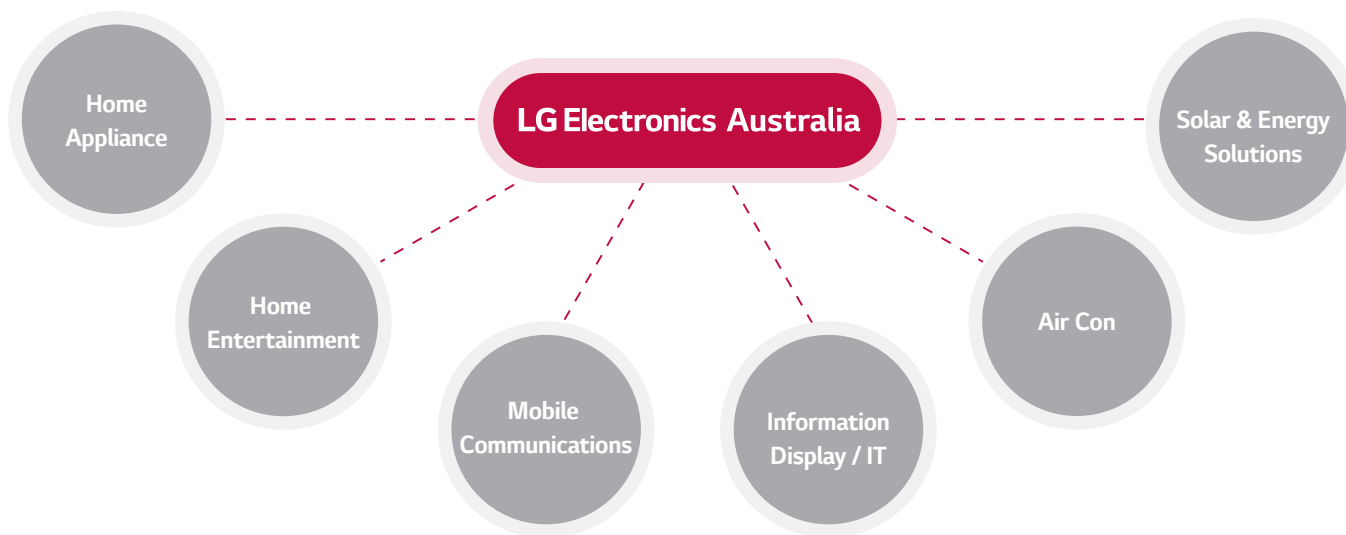 LG Electronics Australia
Home
Appliance
Home
Entertainment
Mobile
Communications
Information
Display / IT
Air Con
Solar & Energy
Solutions